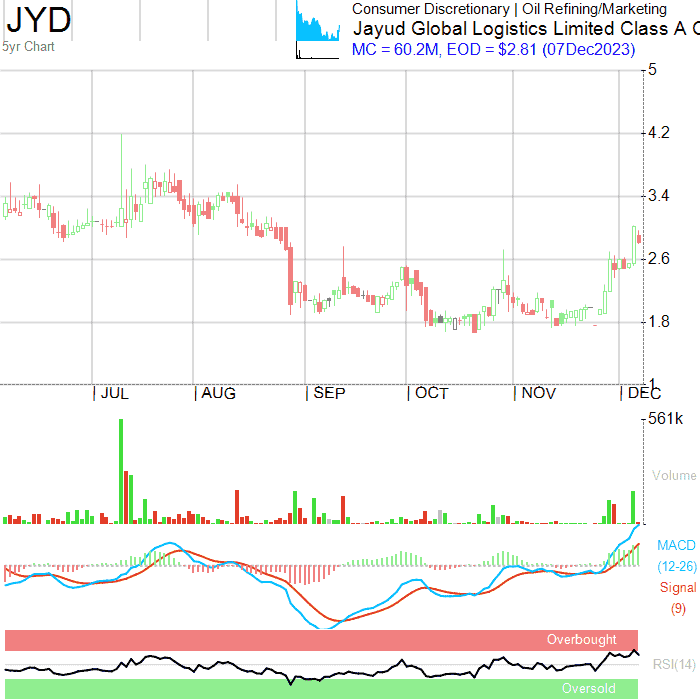 JYD
5yr Chart
Consumer Discretionary | Oil Refining/Marketing
Jayud Global Logistics Limited Class A O
MC = 60.2M, EOD = $2.81 (07Dec2023)
5
4.2
3.4
2.6
1.8
1
JUL AUG SEP OCT NOV DEC
561k
Volume
MACD
(12-26)
Signal
(9)
Overbought
RSI(14)
Oversold